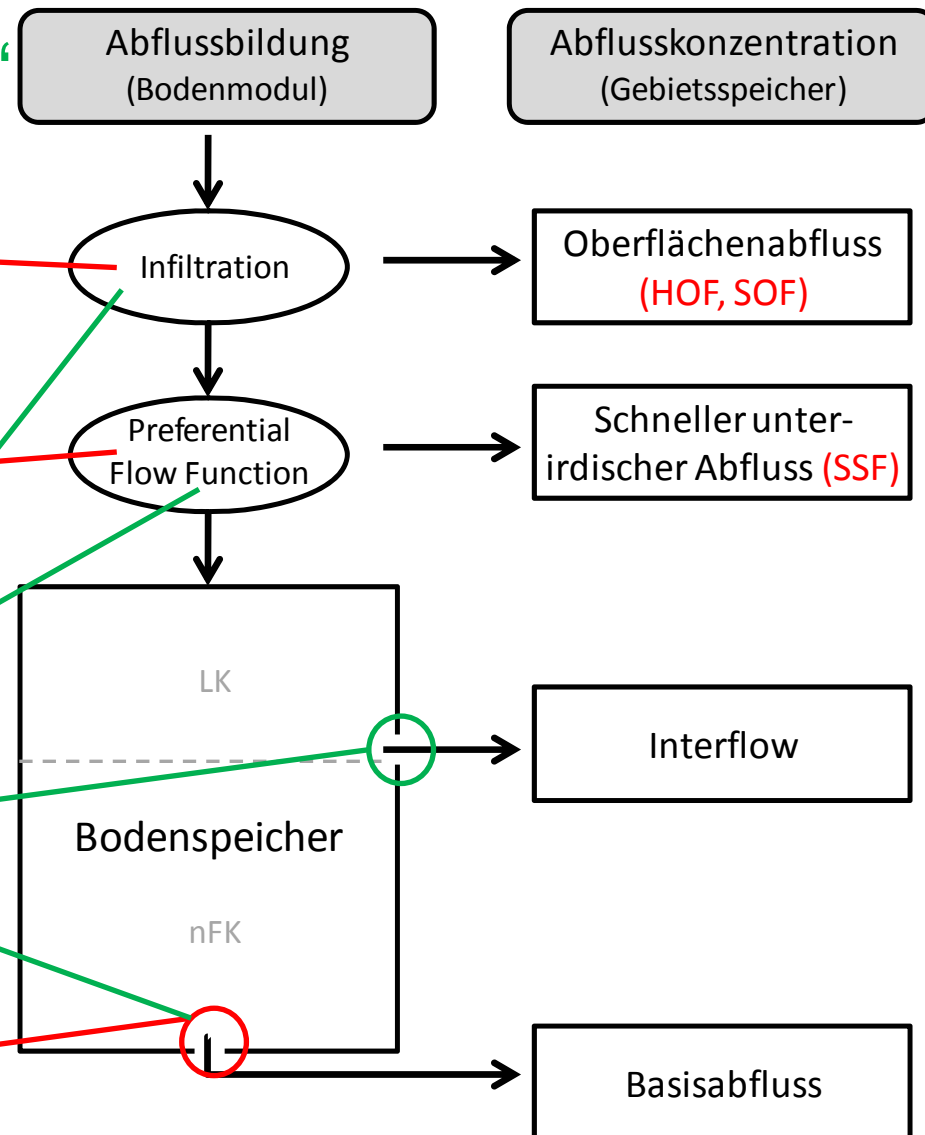 “
Abflussbildung
(Bodenmodul)
Abflusskonzentration
(Gebietsspeicher)
Infiltration
Oberflächenabfluss
(HOF, SOF)
Preferential
Flow Function
Schneller unter-
irdischer Abfluss (SSF)
LK
Interflow
Bodenspeicher
nFK
Basisabfluss